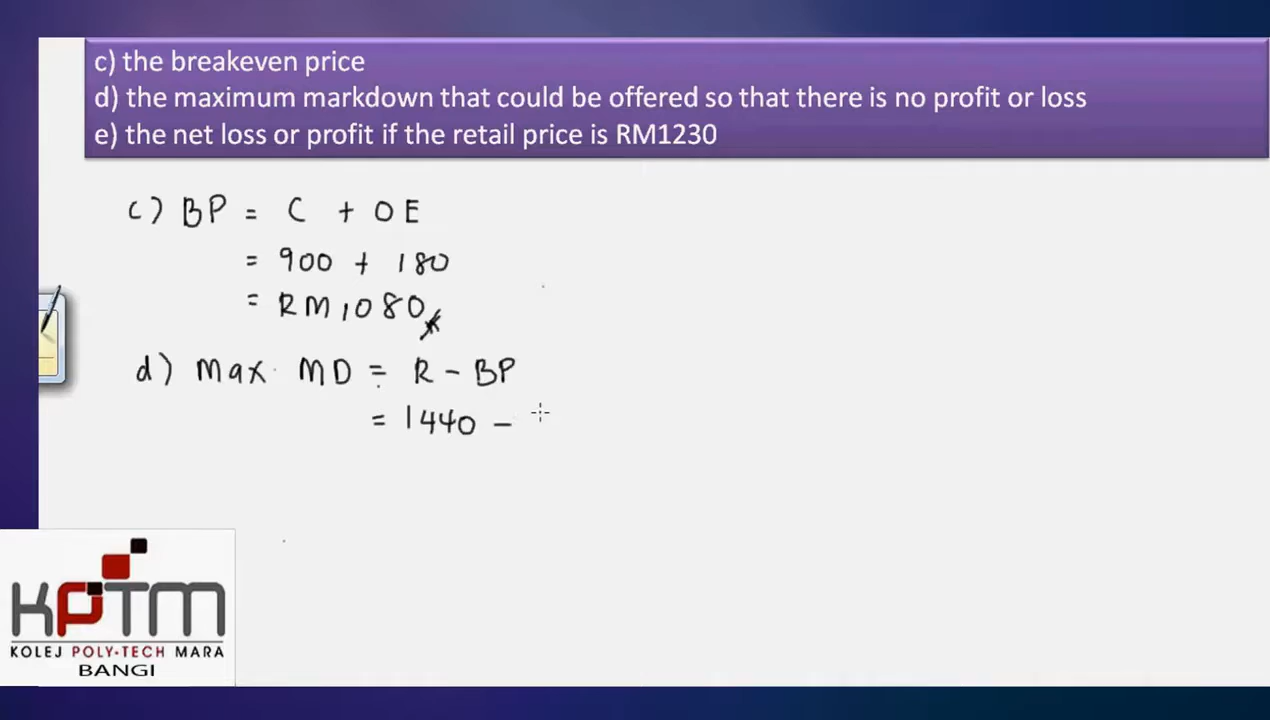 c) the breakeven price
d) the maximum markdown that could be offered so that there is no profit or loss
e) the net loss or profit if the retail price is RM1230
c) BP = C + OE
= 900 + 180
= RM1080
d) Max. MD = R - BP
= 1440 -
KPTM
KOLEJ POLY-TECH MARA
BANGI